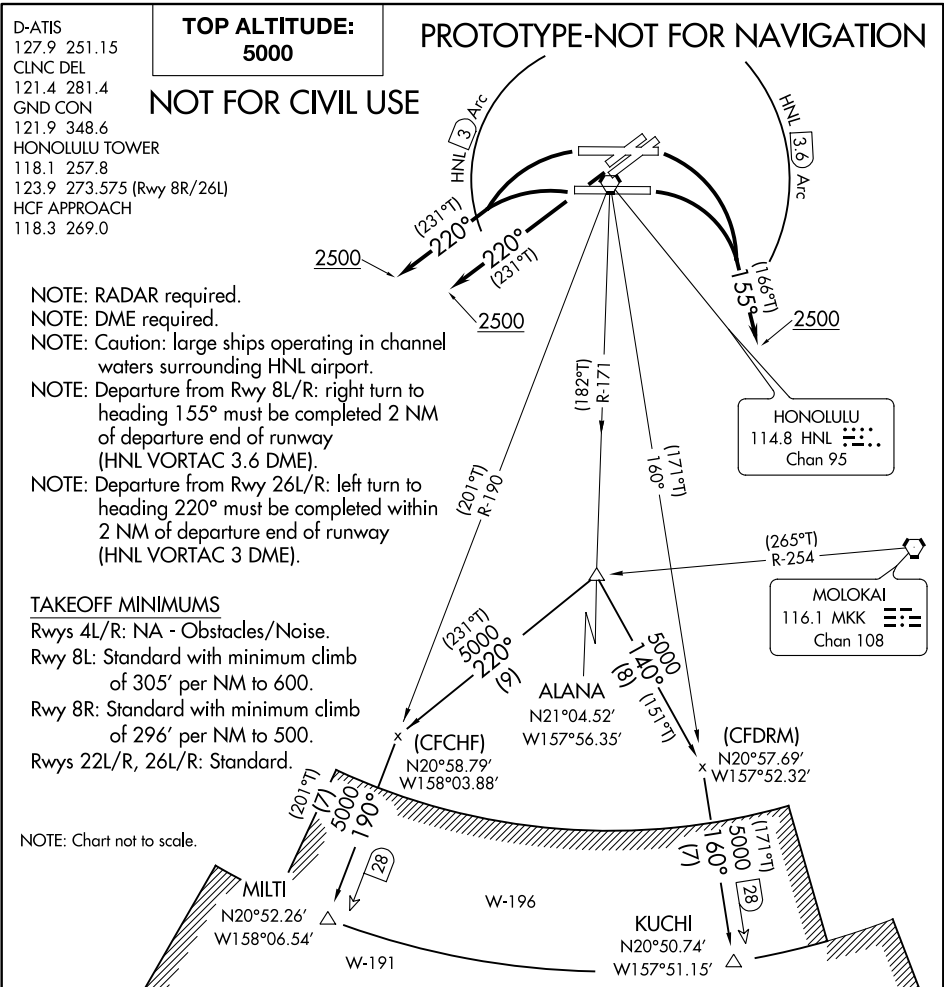 D-ATIS
127.9 251.15
CLNC DEL
121.4 281.4
GND CON
121.9 348.6
HONOLULU TOWER
118.1 257.8
123.9 273.575 (Rwy 8R/26L)
HCF APPROACH
118.3 269.0
TOP ALTITUDE:
5000
PROTOTYPE-NOT FOR NAVIGATION
NOT FOR CIVIL USE
HNL 3 Arc
HNL 3.6 Arc
(231°T)
220°
2500
220°
(231°T)
2500
(166°T)
155°
2500
NOTE: RADAR required.
NOTE: DME required.
NOTE: Caution: large ships operating in channel
waters surrounding HNL airport.
NOTE: Departure from Rwy 8L/R: right turn to
heading 155° must be completed 2 NM
of departure end of runway
(HNL VORTAC 3.6 DME).
NOTE: Departure from Rwy 26L/R: left turn to
heading 220° must be completed within
2 NM of departure end of runway
(HNL VORTAC 3 DME).
(182°T)
R-171
(171°T)
160°
(201°T)
R-190
HONOLULU
114.8 HNL
Chan 95
(265°T)
R-254
MOLOKAI
116.1 MKK
Chan 108
TAKEOFF MINIMUMS
Rwys 4L/R: NA - Obstacles/Noise.
Rwy 8L: Standard with minimum climb
of 305' per NM to 600.
Rwy 8R: Standard with minimum climb
of 296' per NM to 500.
Rwys 22L/R, 26L/R: Standard.
(231°T)
5000
220°
(9)
5000
140°
(8)
(151°T)
ALANA
N21°04.52'
W157°56.35'
(CFCHF)
N20°58.79'
W158°03.88'
(CFDRM)
N20°57.69'
W157°52.32'
NOTE: Chart not to scale.
(201°T)
(7)
5000
190°
28
(171°T)
5000
160°
(7)
28
MILTI
N20°52.26'
W158°06.54'
W-196
W-191
KUCHI
N20°50.74'
W157°51.15'